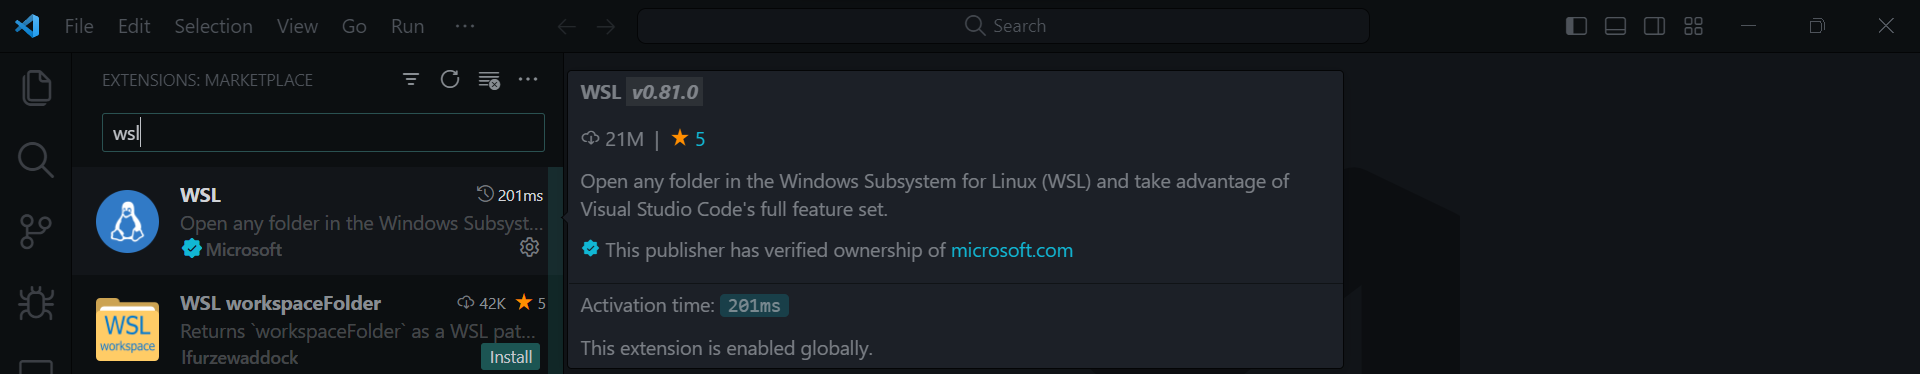 File Edit Selection View Go Run ··· Search
EXTENSIONS: MARKETPLACE
wsl
WSL 201ms
Open any folder in the Windows Subsyst...
Microsoft
WSL workspaceFolder 42K 5
Returns `workspaceFolder` as a WSL pat...
lfurzewaddock
Install
WSL
workspace
WSL v0.81.0
21M | ★ 5
Open any folder in the Windows Subsystem for Linux (WSL) and take advantage of
Visual Studio Code's full feature set.
This publisher has verified ownership of microsoft.com
Activation time: 201ms
This extension is enabled globally.